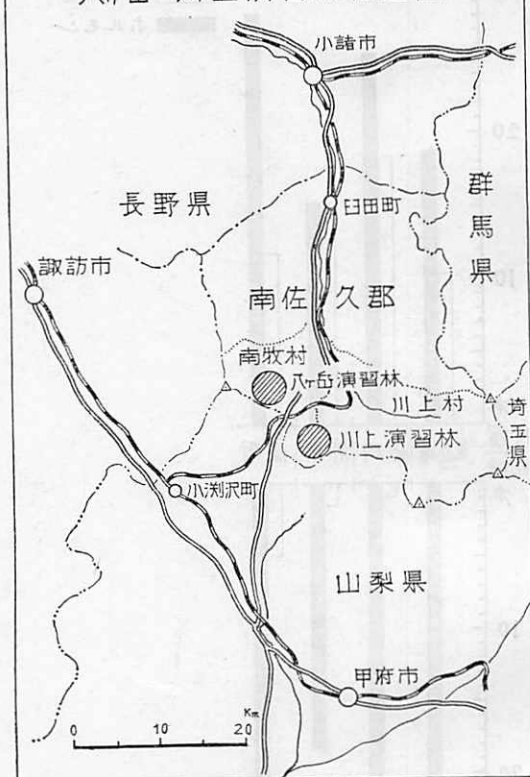 小諸市
長野県
群馬県
臼田町
諏訪市
南佐久郡
南牧村
八ヶ岳演習林
川上村
埼玉県
川上演習林
小渕沢町
山梨県
甲府市
Km
0 10 20